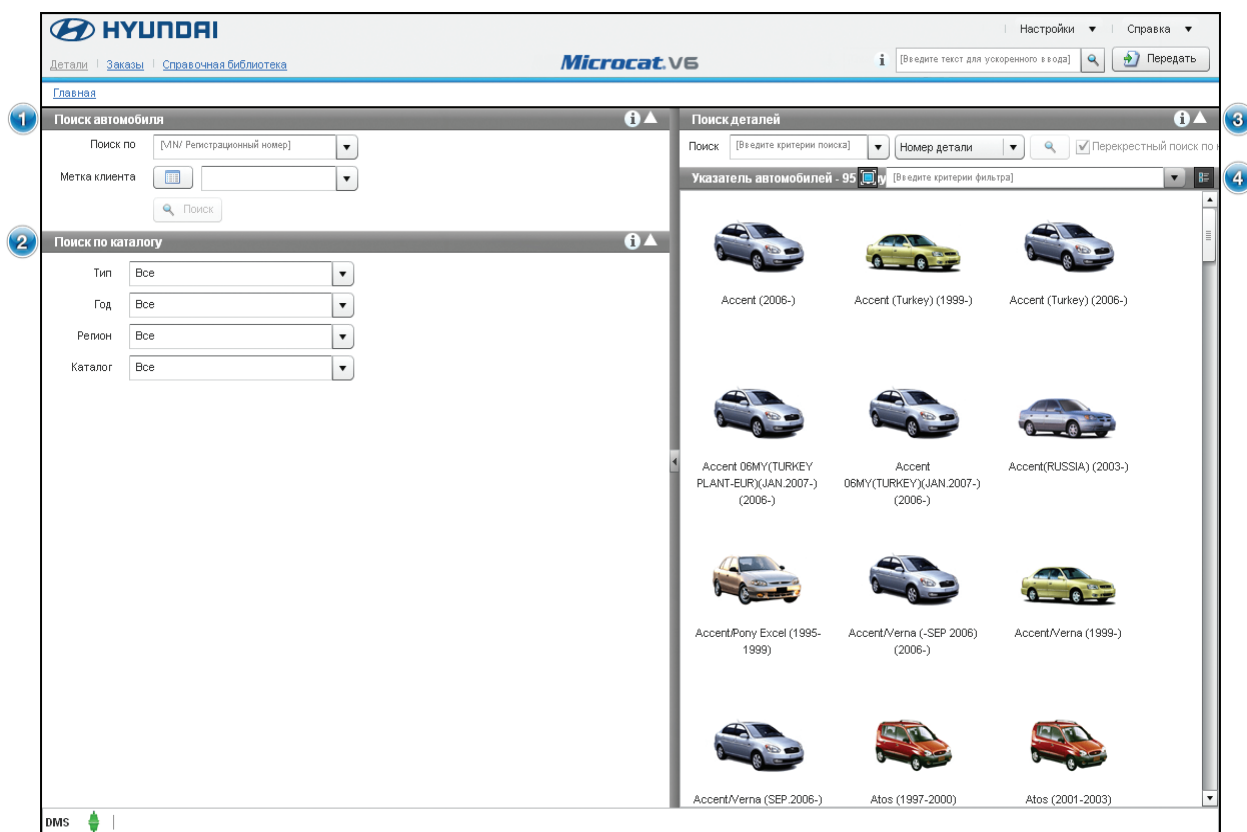 HYUNDAI
Настройки
Справка
Детали
Заказы
Справочная библиотека
Microcat. V6
[Введите текст для ускоренного ввода]
Передать
Главная
1
Поиск автомобиля
Поиск по
[VIN/ Регистрационный номер]
Метка клиента
Поиск
2
Поиск по каталогу
Тип
Все
Год
Все
Регион
Все
Каталог
Все
3
Поиск деталей
Поиск
[Введите критерии поиска]
Номер детали
Перекрестный поиск по
4
Указатель автомобилей - 95
[Введите критерии фильтра]
Accent (2006-)
Accent (Turkey) (1999-)
Accent (Turkey) (2006-)
Accent 06MY(TURKEY
PLANT-EUR)(JAN.2007-)
(2006-)
Accent
06MY(TURKEY)(JAN.2007-)
(2006-)
Accent(RUSSIA) (2003-)
Accent/Pony Excel (1995-
1999)
Accent/Verna (-SEP 2006)
(2006-)
Accent/Verna (1999-)
Accent/Verna (SEP.2006-)
Atos (1997-2000)
Atos (2001-2003)
DMS